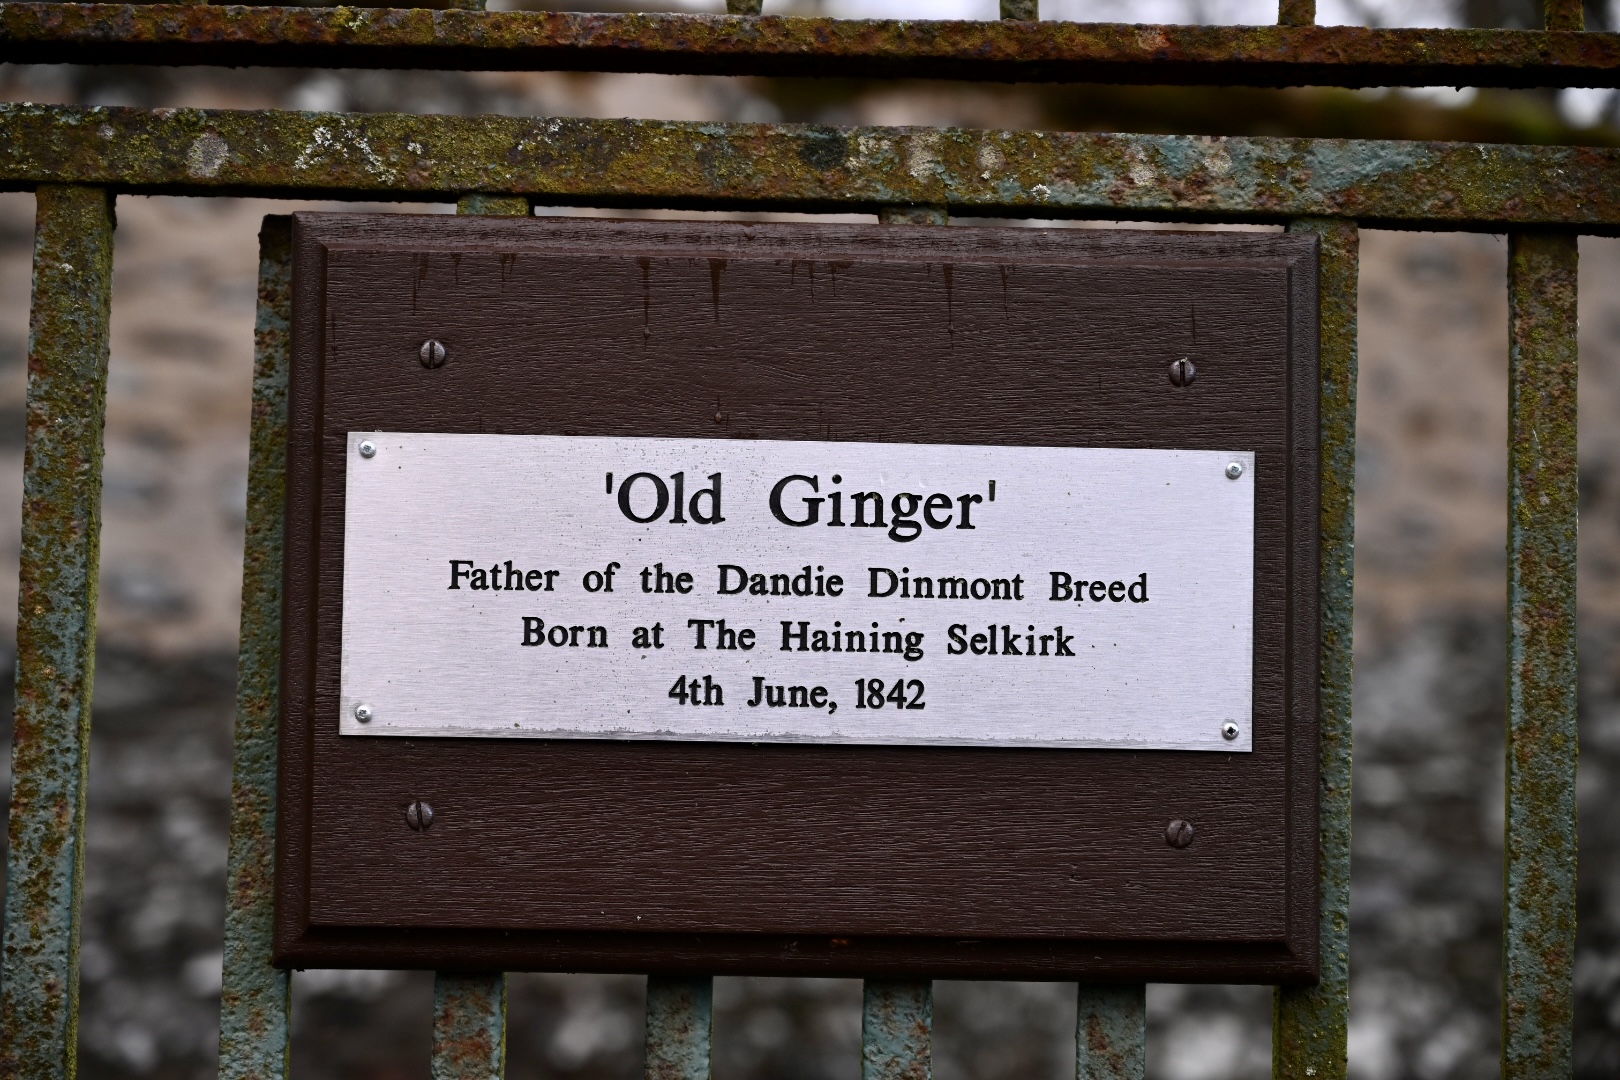 'Old Ginger'
Father of the Dandie Dinmont Breed
Born at The Haining Selkirk
4th June, 1842